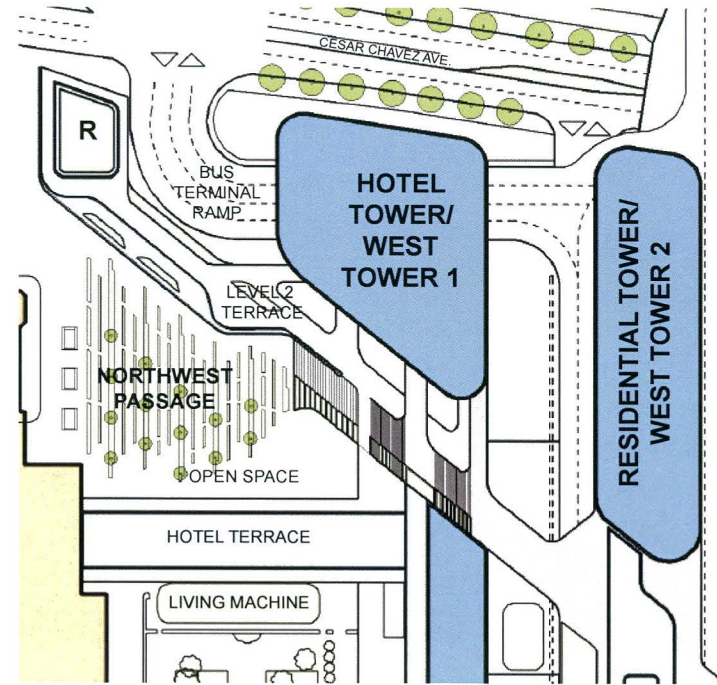 CESAR CHAVEZ AVE.
R
BUS
TERMINAL
RAMP
HOTEL
TOWER/
WEST
TOWER 1
RESIDENTIAL TOWER/
WEST TOWER 2
LEVEL 2
TERRACE
NORTHWEST
PASSAGE
OPEN SPACE
HOTEL TERRACE
LIVING MACHINE